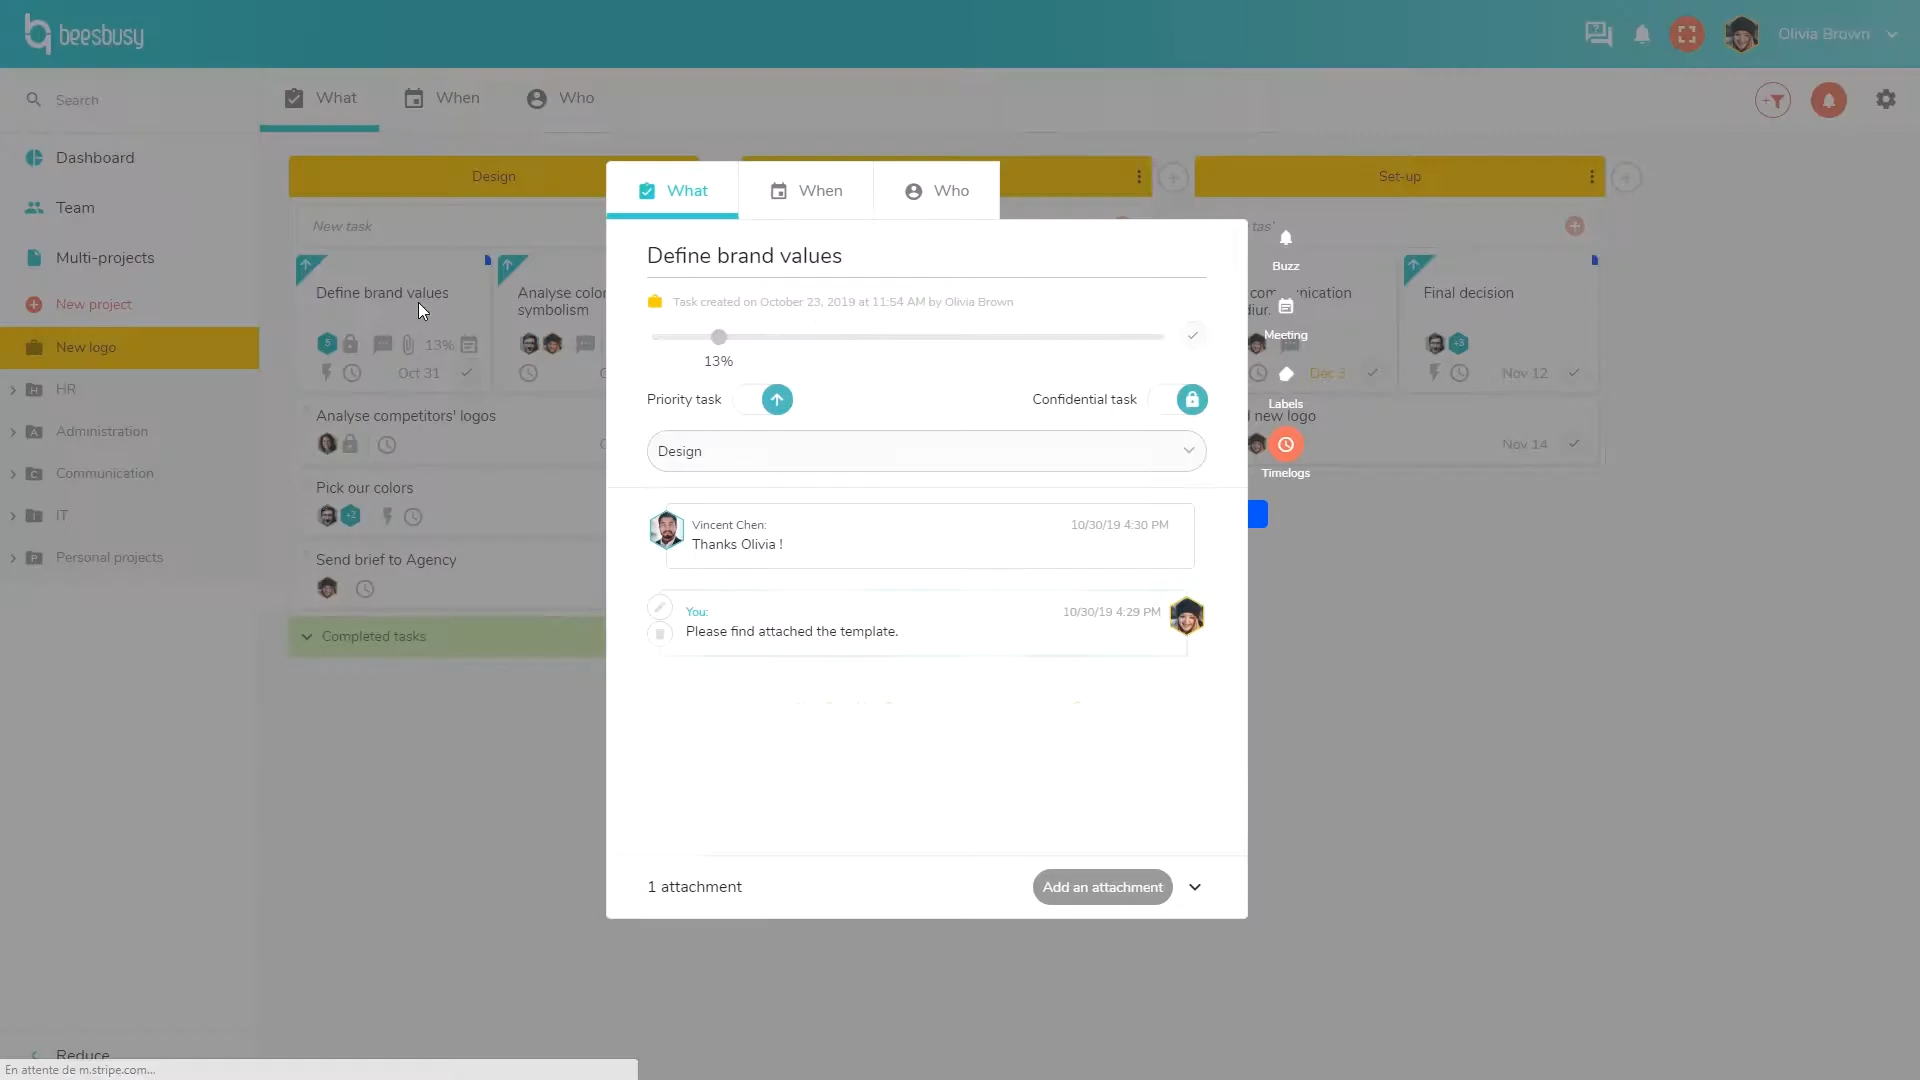 beesbusy
Olivia Brown
Search
What
When
Who
Dashboard
Team
Multi-projects
New project
New logo
HR
Administration
Communication
IT
Personal projects
Reduce
En attente de m.stripe.com...
Design
New task
Define brand values
5
13%
Oct 31
Analyse color
symbolism
Analyse competitors' logos
Pick our colors
+2
Send brief to Agency
Completed tasks
What
When
Who
Define brand values
Task created on October 23, 2019 at 11:54 AM by Olivia Brown
13%
Priority task
Confidential task
Design
Vincent Chen:
10/30/19 4:30 PM
Thanks Olivia !
You:
10/30/19 4:29 PM
Please find attached the template.
1 attachment
Add an attachment
Buzz
Meeting
Labels
Timelogs
Set-up
Dec 3
new logo
Final decision
+3
Nov 12
Nov 14